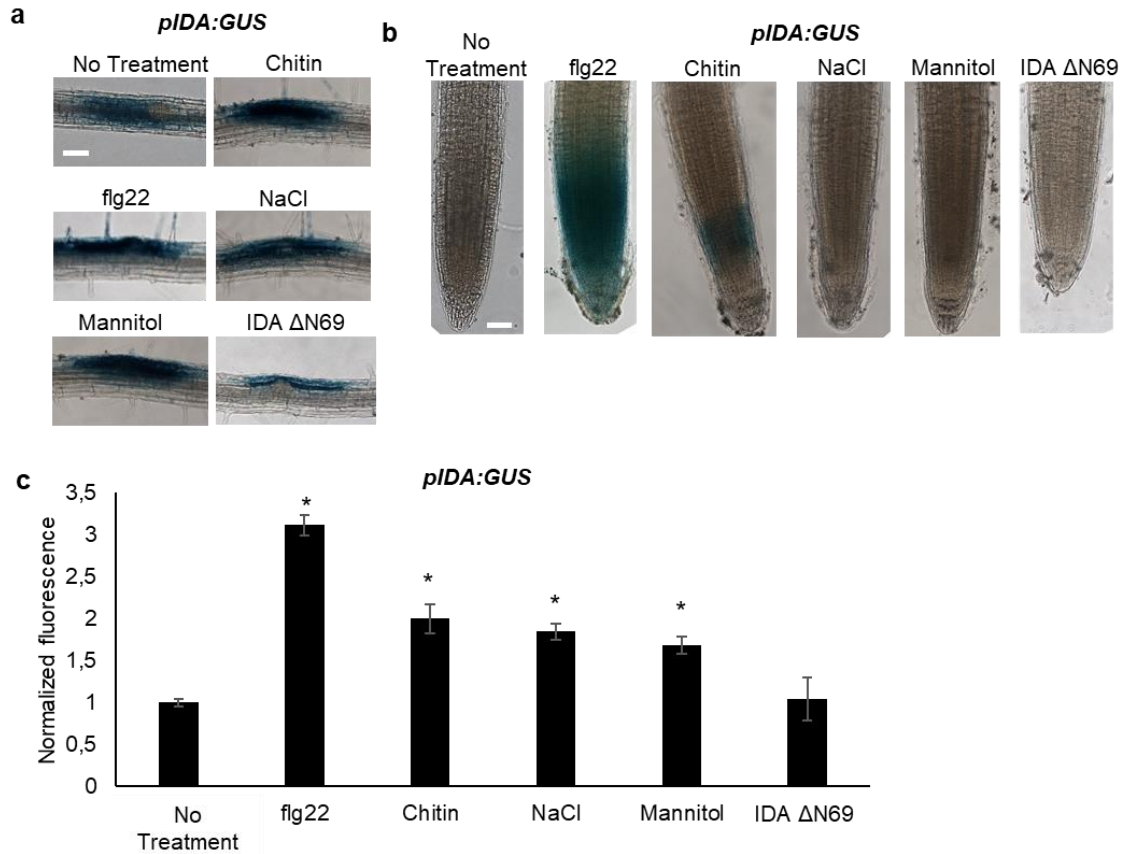 a
pIDA:GUS
No Treatment
Chitin
flg22
NaCl
Mannitol
IDA ΔN69
b
pIDA:GUS
No
Treatment
flg22
Chitin
NaCl
Mannitol
IDA ΔN69
c
pIDA:GUS
Normalized fluorescence
3,5
3
2,5
2
1,5
1
0,5
0
*
*
*
*
No
Treatment
flg22
Chitin
NaCl
Mannitol
IDA ΔN69